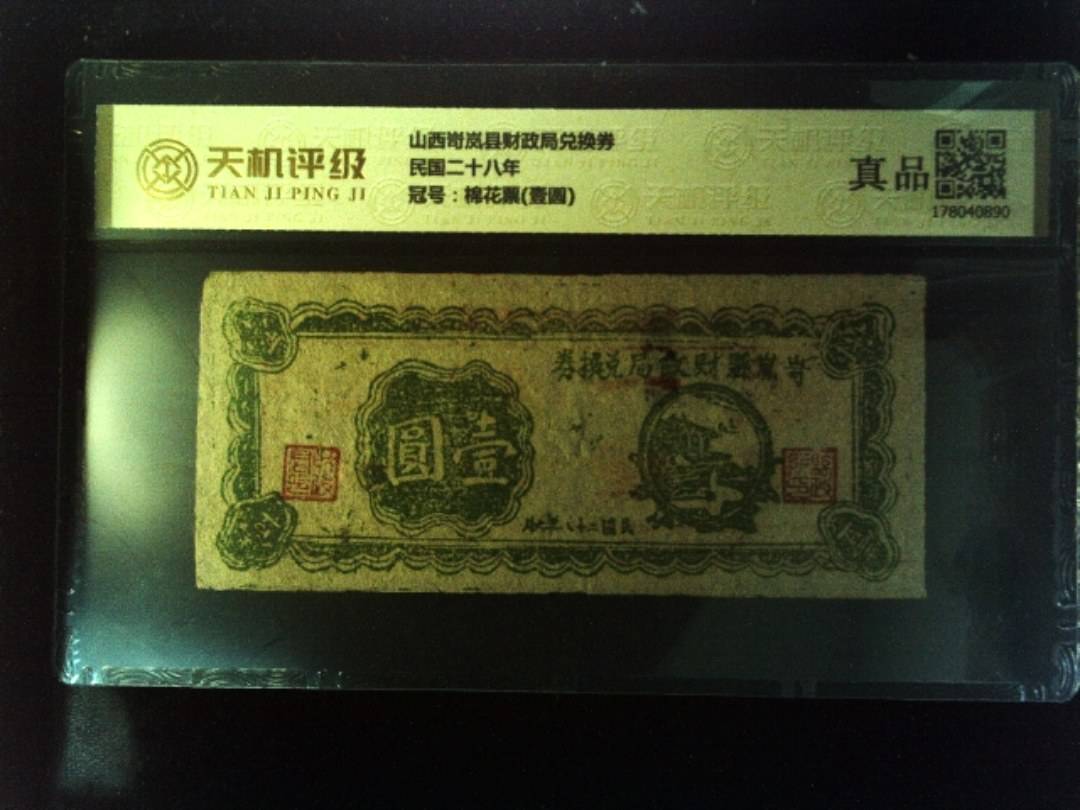 天机评级
TIAN JI PING JI
山西岢岚县财政局兑换券
民国二十八年
冠号：棉花票(壹圆)
真品
178040890
岢嵐縣財政局兌換券
壹圓
民國二十八年